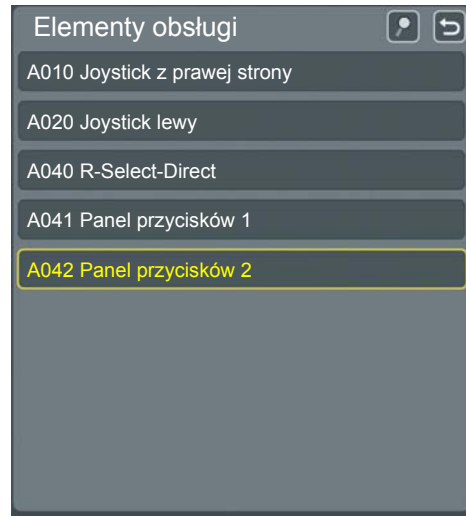 Elementy obsługi
A010 Joystick z prawej strony
A020 Joystick lewy
A040 R-Select-Direct
A041 Panel przycisków 1
A042 Panel przycisków 2